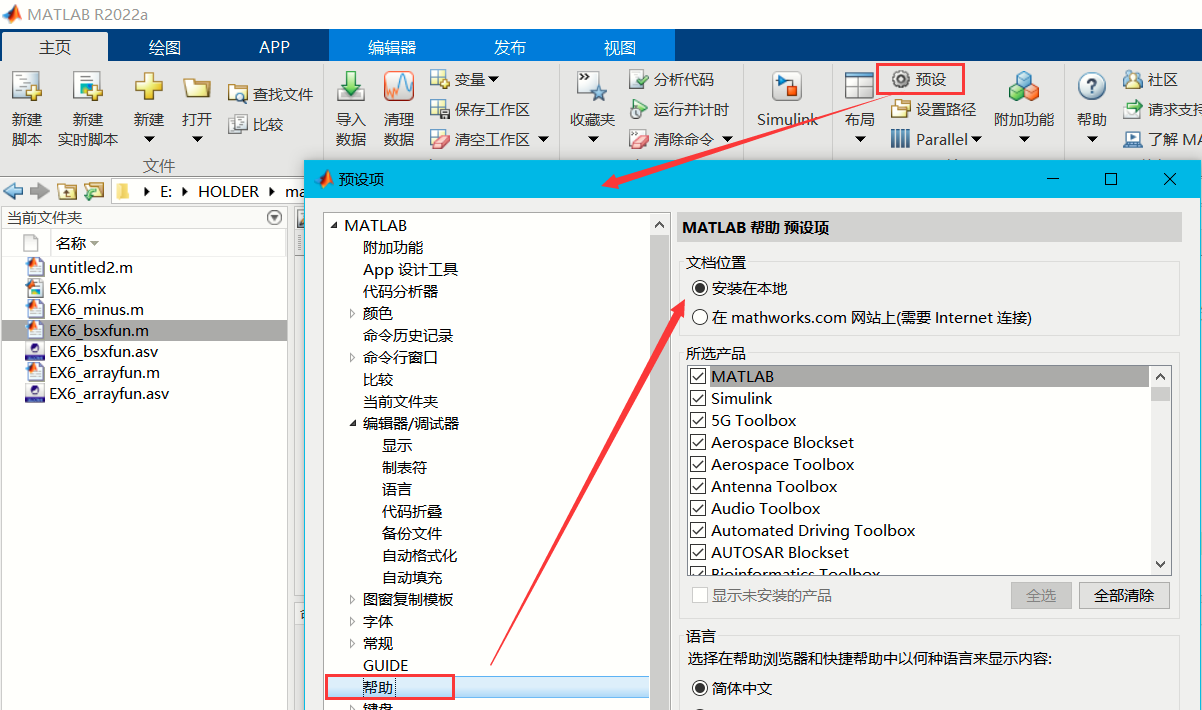 MATLAB R2022a
主页 绘图 APP 编辑器 发布 视图
新建 脚本
新建 实时脚本
新建
打开
查找文件
比较
文件
导入 数据
清理 数据
变量
保存工作区
清空工作区
收藏夹
分析代码
运行并计时
清除命令
Simulink
布局
预设
设置路径
Parallel
附加功能
帮助
社区
请求支持
了解 MA
E: HOLDER ma
当前文件夹
名称
untitled2.m
EX6.mlx
EX6_minus.m
EX6_bsxfun.m
EX6_bsxfun.asv
EX6_arrayfun.m
EX6_arrayfun.asv
预设项
MATLAB
附加功能
App 设计工具
代码分析器
颜色
命令历史记录
命令行窗口
比较
当前文件夹
编辑器/调试器
显示
制表符
语言
代码折叠
备份文件
自动格式化
自动填充
图窗复制模板
字体
常规
GUIDE
帮助
键盘
MATLAB 帮助 预设项
文档位置
安装在本地
在 mathworks.com 网站上(需要 Internet 连接)
所选产品
MATLAB
Simulink
5G Toolbox
Aerospace Blockset
Aerospace Toolbox
Antenna Toolbox
Audio Toolbox
Automated Driving Toolbox
AUTOSAR Blockset
Bioinformatics Toolbox
显示未安装的产品
全选 全部清除
语言
选择在帮助浏览器和快捷帮助中以何种语言来显示内容:
简体中文